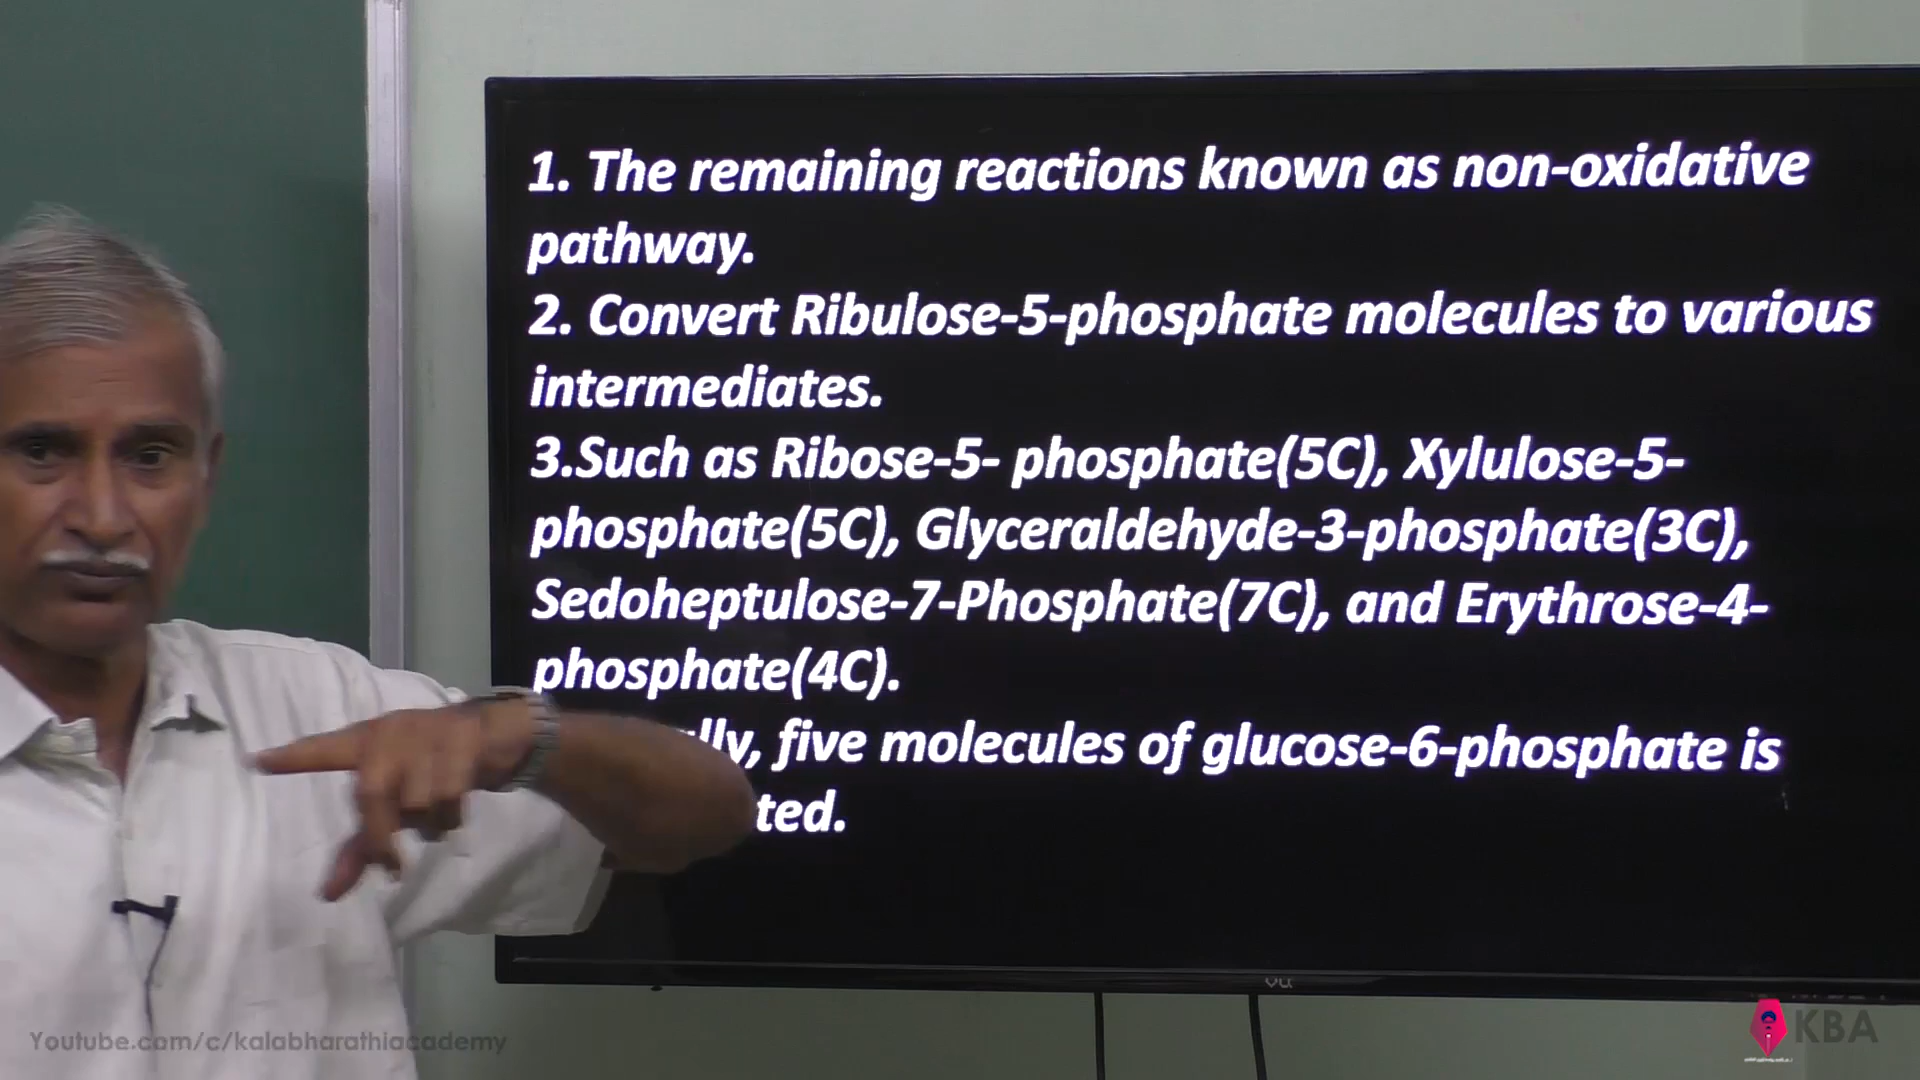 1. The remaining reactions known as non-oxidative
pathway.
2. Convert Ribulose-5-phosphate molecules to various
intermediates.
3.Such as Ribose-5- phosphate(5C), Xylulose-5-
phosphate(5C), Glyceraldehyde-3-phosphate(3C),
Sedoheptulose-7-Phosphate(7C), and Erythrose-4-
phosphate(4C).
five molecules of glucose-6-phosphate is
Vu
Youtube.com/c/kalabharathiacademy
KBA